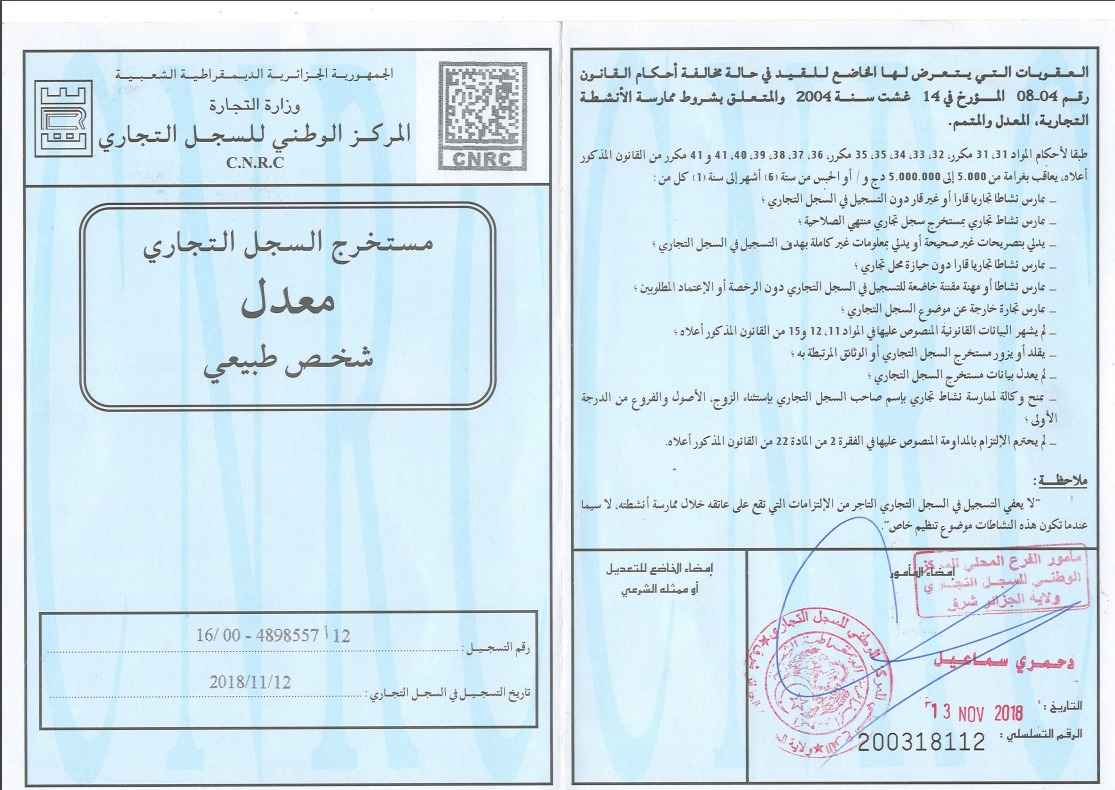 الجمهورية الجزائرية الديمقراطية الشعبية
وزارة التجارة
المركز الوطني للسجل التجاري
C.N.R.C
CNRC
مستخرج السجل التجاري
معدل
شخص طبيعي
رقم التسجيل : 12 أ 4898557 - 00 /16
تاريخ التسجيل في السجل التجاري : 2018/11/12
العقوبات التي يتعرض لها الخاضع للقيد في حالة مخالفة أحكام القانون
رقم 04-08 المؤرخ في 14 غشت سنة 2004 والمتعلق بشروط ممارسة الأنشطة
التجارية، المعدل والمتمم.
طبقا لأحكام المواد 31، 31 مكرر، 32، 33، 34، 35، 35 مكرر، 36، 37، 38، 39، 40، 41 و 41 مكرر من القانون المذكور
أعلاه، يعاقب بغرامة من 5.000 إلى 5.000.000 دج و / أو الحبس من ستة (6) أشهر إلى سنة (1) كل من :
ـ يمارس نشاطا تجاريا قارا أو غير قار دون التسجيل في السجل التجاري ؛
ـ يمارس نشاط تجاري بمستخرج سجل تجاري منتهي الصلاحية ؛
ـ يدلي بتصريحات غير صحيحة أو يدلي بمعلومات غير كاملة بهدف التسجيل في السجل التجاري ؛
ـ يمارس نشاطا تجاريا قارا دون حيازة محل تجاري ؛
ـ يمارس نشاطا أو مهنة مقننة خاضعة للتسجيل في السجل التجاري دون الرخصة أو الإعتماد المطلوبين ؛
ـ يمارس تجارة خارجة عن موضوع السجل التجاري ؛
ـ لم يشهر البيانات القانونية المنصوص عليها في المواد 11، 12 و15 من القانون المذكور أعلاه ؛
ـ يقلد أو يزور مستخرج السجل التجاري أو الوثائق المرتبطة به ؛
ـ لم يعدل بيانات مستخرج السجل التجاري ؛
ـ يمنح وكالة لممارسة نشاط تجاري بإسم صاحب السجل التجاري بإستثناء الزوج، الأصول والفروع من الدرجة
الأولى ؛
ـ لم يحترم الإلتزام بالمداومة المنصوص عليها في الفقرة 2 من المادة 22 من القانون المذكور أعلاه.
ملاحظة :
"لا يعفي التسجيل في السجل التجاري التاجر من الإلتزامات التي تقع على عاتقه خلال ممارسة أنشطته، لا سيما
عندما تكون هذه النشاطات موضوع تنظيم خاص".
إمضاء المأمور
مأمور الفرع المحلي للمركز
الوطني للسجل التجاري
ولاية الجزائر شرق
دحمري سماعيل
التاريخ : 13 NOV 2018
الرقم التسلسلي : 200318112
إمضاء الخاضع للتعديل
أو ممثله الشرعي